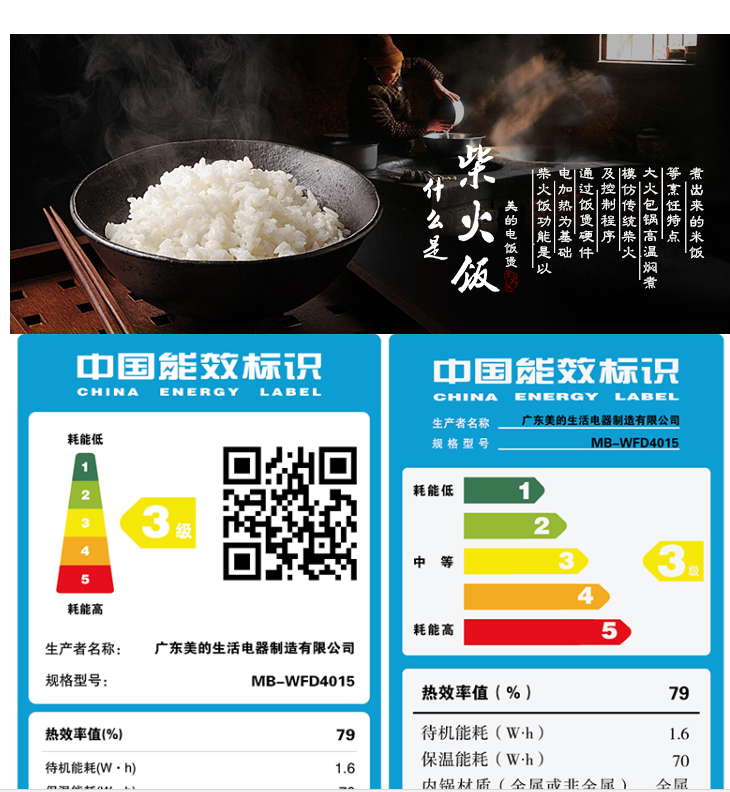 什么是
柴火饭
美的电饭煲
柴火饭功能是以
电加热为基础
通过饭煲硬件
及控制程序
模仿传统柴火
大火包锅高温焖煮
等烹饪特点
煮出来的米饭
中国能效标识
CHINA ENERGY LABEL
耗能低
1
2
3
4
5
耗能高
3级
生产者名称： 广东美的生活电器制造有限公司
规格型号： MB-WFD4015
热效率值(%) 79
待机能耗(W·h) 1.6
保温能耗(W·h) 70
中国能效标识
CHINA ENERGY LABEL
生产者名称 广东美的生活电器制造有限公司
规格型号 MB-WFD4015
耗能低 1
2
中 等 3
3级
4
耗能高 5
热效率值（%） 79
待机能耗（W·h） 1.6
保温能耗（W·h） 70
内锅材质（金属或非金属） 金属